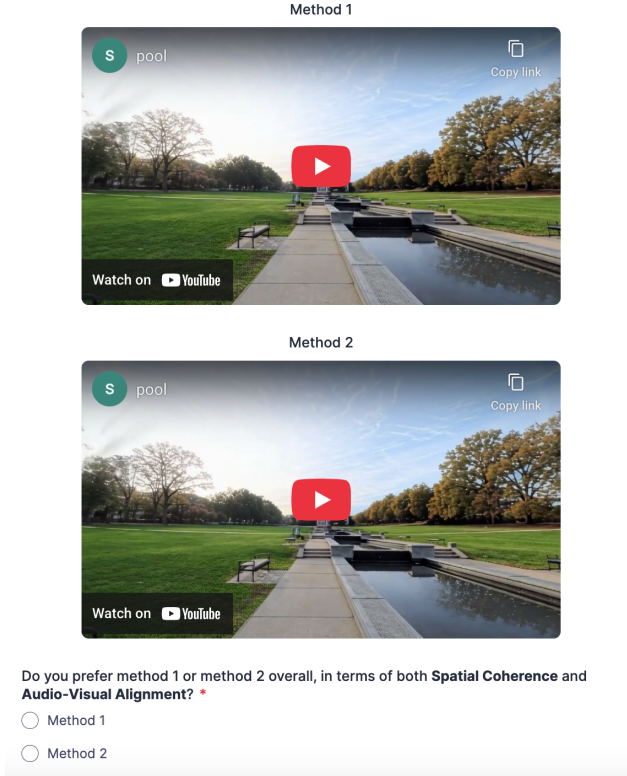 Method 1
S pool
Copy link
Watch on YouTube
Method 2
S pool
Copy link
Watch on YouTube
Do you prefer method 1 or method 2 overall, in terms of both Spatial Coherence and
Audio-Visual Alignment? *
Method 1
Method 2